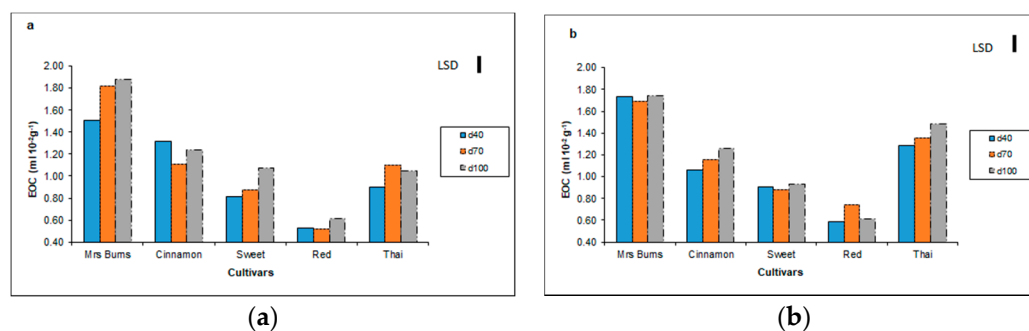 a
LSD
EOC (ml 10⁻²g⁻¹)
2.00
1.80
1.60
1.40
1.20
1.00
0.80
0.60
0.40
Mrs Burns Cinnamon Sweet Red Thai
Cultivars
d40
d70
d100
(a)
b
LSD
EOC (ml 10⁻² g⁻¹)
2.00
1.80
1.60
1.40
1.20
1.00
0.80
0.60
0.40
Mrs Burns Cinnamon Sweet Red Thai
Cultivars
d40
d70
d100
(b)